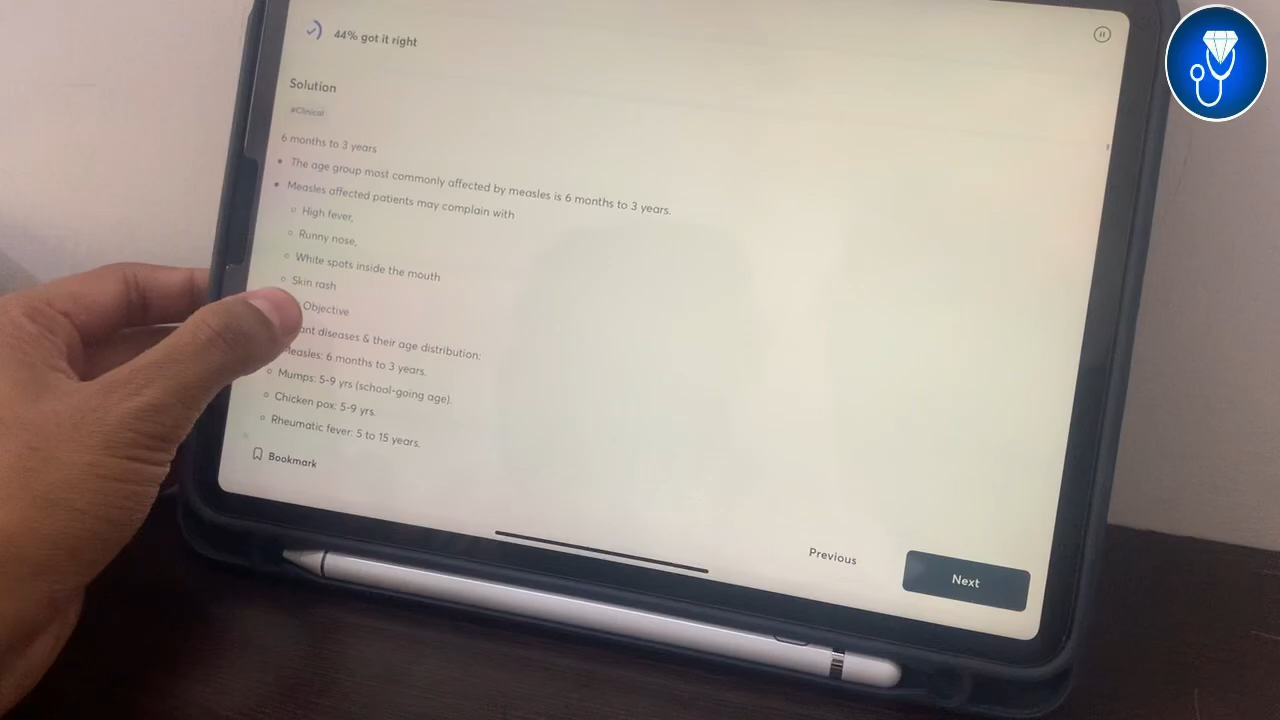 44% got it right
Solution
#Clinical
6 months to 3 years
• The age group most commonly affected by measles is 6 months to 3 years.
• Measles affected patients may complain with
○ High fever,
○ Runny nose,
○ White spots inside the mouth
○ Skin rash
Objective
diseases & their age distribution:
Measles: 6 months to 3 years.
○ Mumps: 5-9 yrs (school-going age).
○ Chicken pox: 5-9 yrs.
○ Rheumatic fever: 5 to 15 years.
Bookmark
Previous
Next